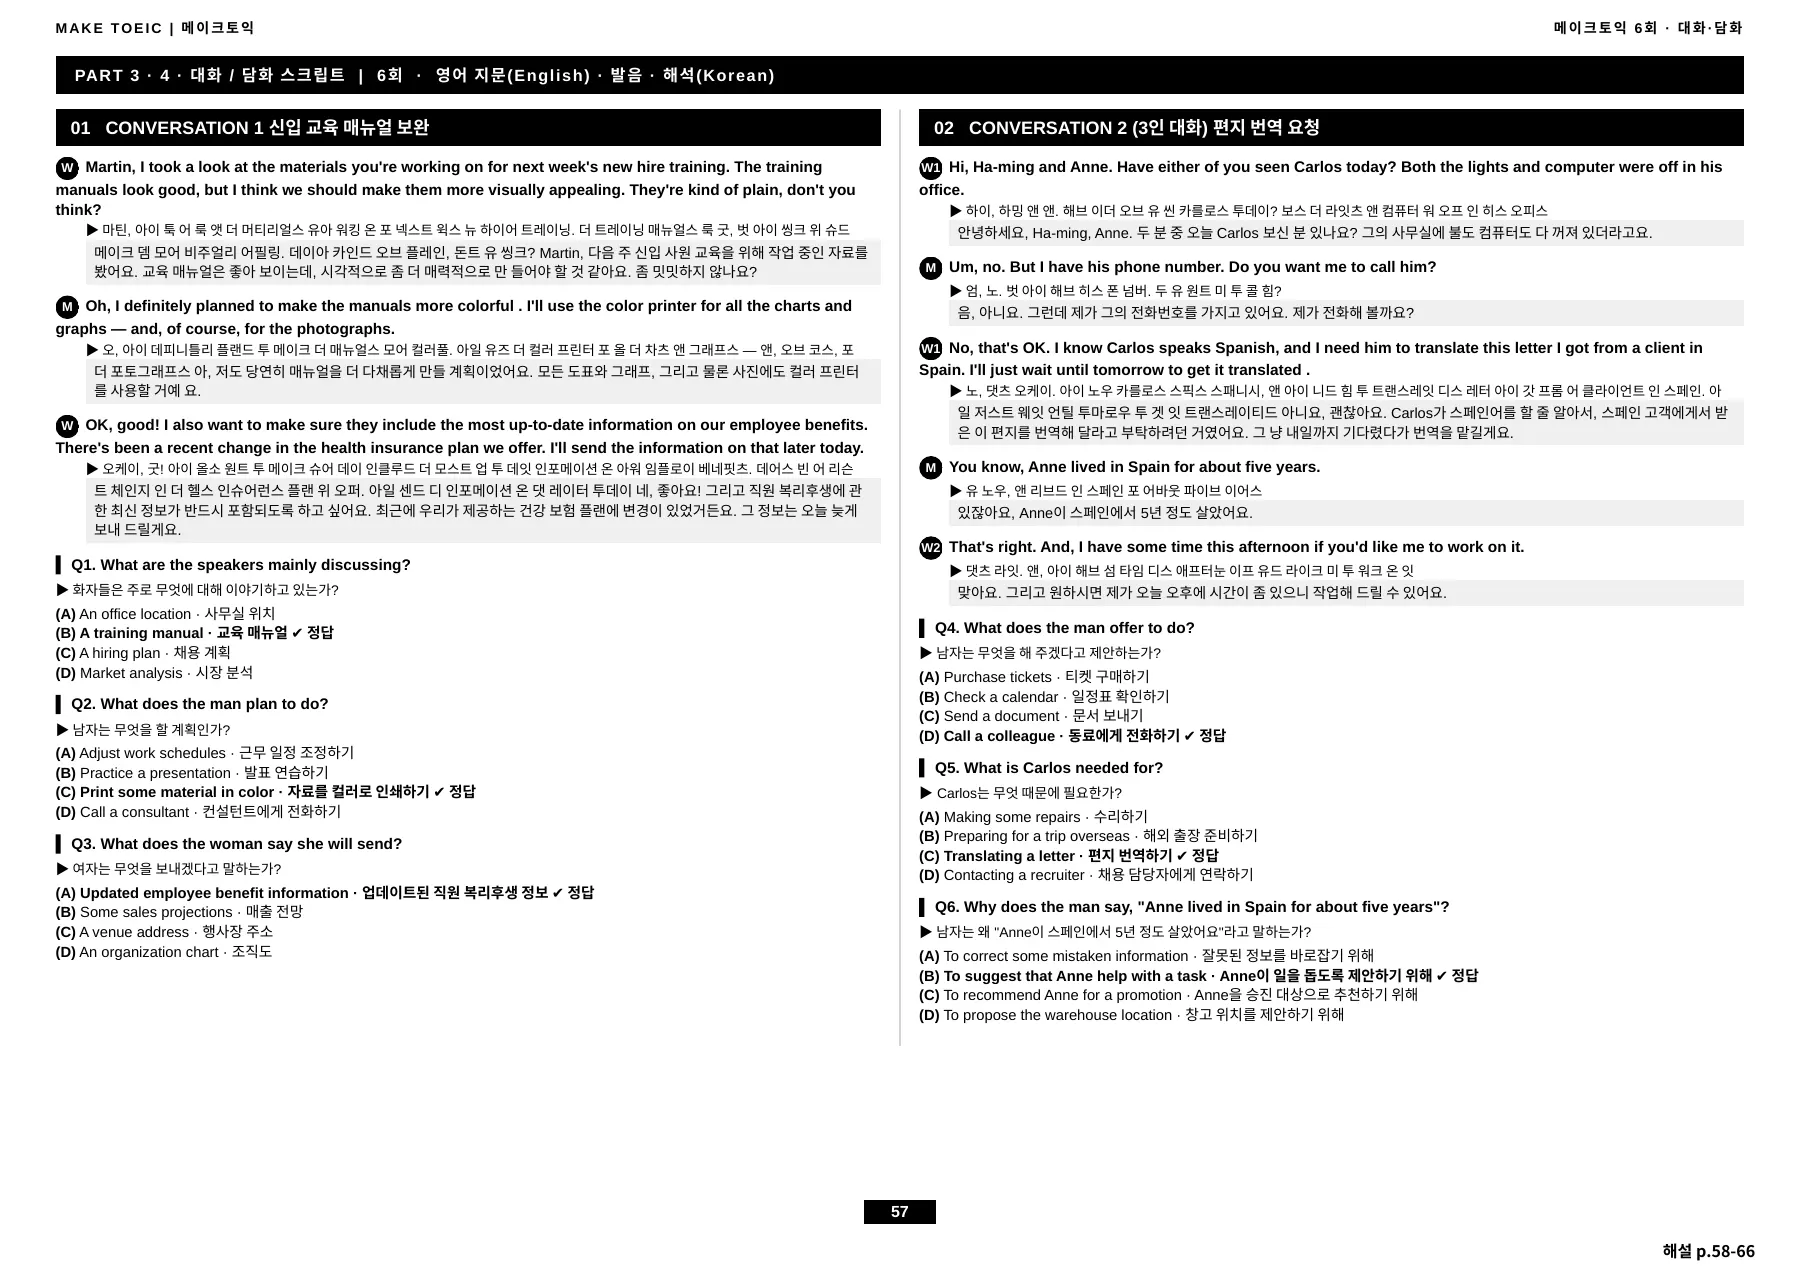 MAKE TOEIC | 메이크토익
메이크토익 6회 · 대화·담화
PART 3 · 4 · 대화 / 담화 스크립트 | 6회 · 영어 지문(English) · 발음 · 해석(Korean)
01 CONVERSATION 1 신입 교육 매뉴얼 보완
W Martin, I took a look at the materials you're working on for next week's new hire training. The training
manuals look good, but I think we should make them more visually appealing. They're kind of plain, don't you
think?
▶ 마틴, 아이 툭 어 룩 앳 더 머티리얼스 유아 워킹 온 포 넥스트 윅스 뉴 하이어 트레이닝. 더 트레이닝 매뉴얼스 룩 굿, 벗 아이 씽크 위 슈드
메이크 뎀 모어 비주얼리 어필링. 데이아 카인드 오브 플레인, 돈트 유 씽크? Martin, 다음 주 신입 사원 교육을 위해 작업 중인 자료를
봤어요. 교육 매뉴얼은 좋아 보이는데, 시각적으로 좀 더 매력적으로 만 들어야 할 것 같아요. 좀 밋밋하지 않나요?
M Oh, I definitely planned to make the manuals more colorful . I'll use the color printer for all the charts and
graphs — and, of course, for the photographs.
▶ 오, 아이 데피니틀리 플랜드 투 메이크 더 매뉴얼스 모어 컬러풀. 아일 유즈 더 컬러 프린터 포 올 더 차츠 앤 그래프스 — 앤, 오브 코스, 포
더 포토그래프스 아, 저도 당연히 매뉴얼을 더 다채롭게 만들 계획이었어요. 모든 도표와 그래프, 그리고 물론 사진에도 컬러 프린터
를 사용할 거예 요.
W OK, good! I also want to make sure they include the most up-to-date information on our employee benefits.
There's been a recent change in the health insurance plan we offer. I'll send the information on that later today.
▶ 오케이, 굿! 아이 올소 원트 투 메이크 슈어 데이 인클루드 더 모스트 업 투 데잇 인포메이션 온 아워 임플로이 베네핏츠. 데어스 빈 어 리슨
트 체인지 인 더 헬스 인슈어런스 플랜 위 오퍼. 아일 센드 디 인포메이션 온 댓 레이터 투데이 네, 좋아요! 그리고 직원 복리후생에 관
한 최신 정보가 반드시 포함되도록 하고 싶어요. 최근에 우리가 제공하는 건강 보험 플랜에 변경이 있었거든요. 그 정보는 오늘 늦게
보내 드릴게요.
Q1. What are the speakers mainly discussing?
▶ 화자들은 주로 무엇에 대해 이야기하고 있는가?
(A) An office location · 사무실 위치
(B) A training manual · 교육 매뉴얼 ✔ 정답
(C) A hiring plan · 채용 계획
(D) Market analysis · 시장 분석
Q2. What does the man plan to do?
▶ 남자는 무엇을 할 계획인가?
(A) Adjust work schedules · 근무 일정 조정하기
(B) Practice a presentation · 발표 연습하기
(C) Print some material in color · 자료를 컬러로 인쇄하기 ✔ 정답
(D) Call a consultant · 컨설턴트에게 전화하기
Q3. What does the woman say she will send?
▶ 여자는 무엇을 보내겠다고 말하는가?
(A) Updated employee benefit information · 업데이트된 직원 복리후생 정보 ✔ 정답
(B) Some sales projections · 매출 전망
(C) A venue address · 행사장 주소
(D) An organization chart · 조직도
02 CONVERSATION 2 (3인 대화) 편지 번역 요청
W1 Hi, Ha-ming and Anne. Have either of you seen Carlos today? Both the lights and computer were off in his
office.
▶ 하이, 하밍 앤 앤. 해브 이더 오브 유 씬 카를로스 투데이? 보스 더 라잇츠 앤 컴퓨터 워 오프 인 히스 오피스
안녕하세요, Ha-ming, Anne. 두 분 중 오늘 Carlos 보신 분 있나요? 그의 사무실에 불도 컴퓨터도 다 꺼져 있더라고요.
M Um, no. But I have his phone number. Do you want me to call him?
▶ 엄, 노. 벗 아이 해브 히스 폰 넘버. 두 유 원트 미 투 콜 힘?
음, 아니요. 그런데 제가 그의 전화번호를 가지고 있어요. 제가 전화해 볼까요?
W1 No, that's OK. I know Carlos speaks Spanish, and I need him to translate this letter I got from a client in
Spain. I'll just wait until tomorrow to get it translated .
▶ 노, 댓츠 오케이. 아이 노우 카를로스 스픽스 스패니시, 앤 아이 니드 힘 투 트랜스레잇 디스 레터 아이 갓 프롬 어 클라이언트 인 스페인. 아
일 저스트 웨잇 언틸 투마로우 투 겟 잇 트랜스레이티드 아니요, 괜찮아요. Carlos가 스페인어를 할 줄 알아서, 스페인 고객에게서 받
은 이 편지를 번역해 달라고 부탁하려던 거였어요. 그 냥 내일까지 기다렸다가 번역을 맡길게요.
M You know, Anne lived in Spain for about five years.
▶ 유 노우, 앤 리브드 인 스페인 포 어바웃 파이브 이어스
있잖아요, Anne이 스페인에서 5년 정도 살았어요.
W2 That's right. And, I have some time this afternoon if you'd like me to work on it.
▶ 댓츠 라잇. 앤, 아이 해브 섬 타임 디스 애프터눈 이프 유드 라이크 미 투 워크 온 잇
맞아요. 그리고 원하시면 제가 오늘 오후에 시간이 좀 있으니 작업해 드릴 수 있어요.
Q4. What does the man offer to do?
▶ 남자는 무엇을 해 주겠다고 제안하는가?
(A) Purchase tickets · 티켓 구매하기
(B) Check a calendar · 일정표 확인하기
(C) Send a document · 문서 보내기
(D) Call a colleague · 동료에게 전화하기 ✔ 정답
Q5. What is Carlos needed for?
▶ Carlos는 무엇 때문에 필요한가?
(A) Making some repairs · 수리하기
(B) Preparing for a trip overseas · 해외 출장 준비하기
(C) Translating a letter · 편지 번역하기 ✔ 정답
(D) Contacting a recruiter · 채용 담당자에게 연락하기
Q6. Why does the man say, "Anne lived in Spain for about five years"?
▶ 남자는 왜 "Anne이 스페인에서 5년 정도 살았어요"라고 말하는가?
(A) To correct some mistaken information · 잘못된 정보를 바로잡기 위해
(B) To suggest that Anne help with a task · Anne이 일을 돕도록 제안하기 위해 ✔ 정답
(C) To recommend Anne for a promotion · Anne을 승진 대상으로 추천하기 위해
(D) To propose the warehouse location · 창고 위치를 제안하기 위해
57
해설 p.58-66